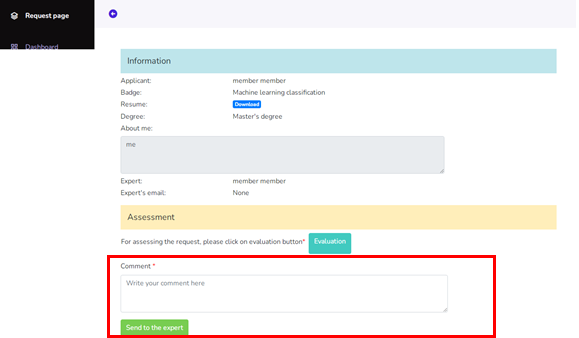 Request page
Dashboard
Information
Applicant: member member
Badge: Machine learning classification
Resume: Download
Degree: Master's degree
About me:
me
Expert: member member
Expert's email: None
Assessment
For assessing the request, please click on evaluation button* Evaluation
Comment *
Write your comment here
Send to the expert